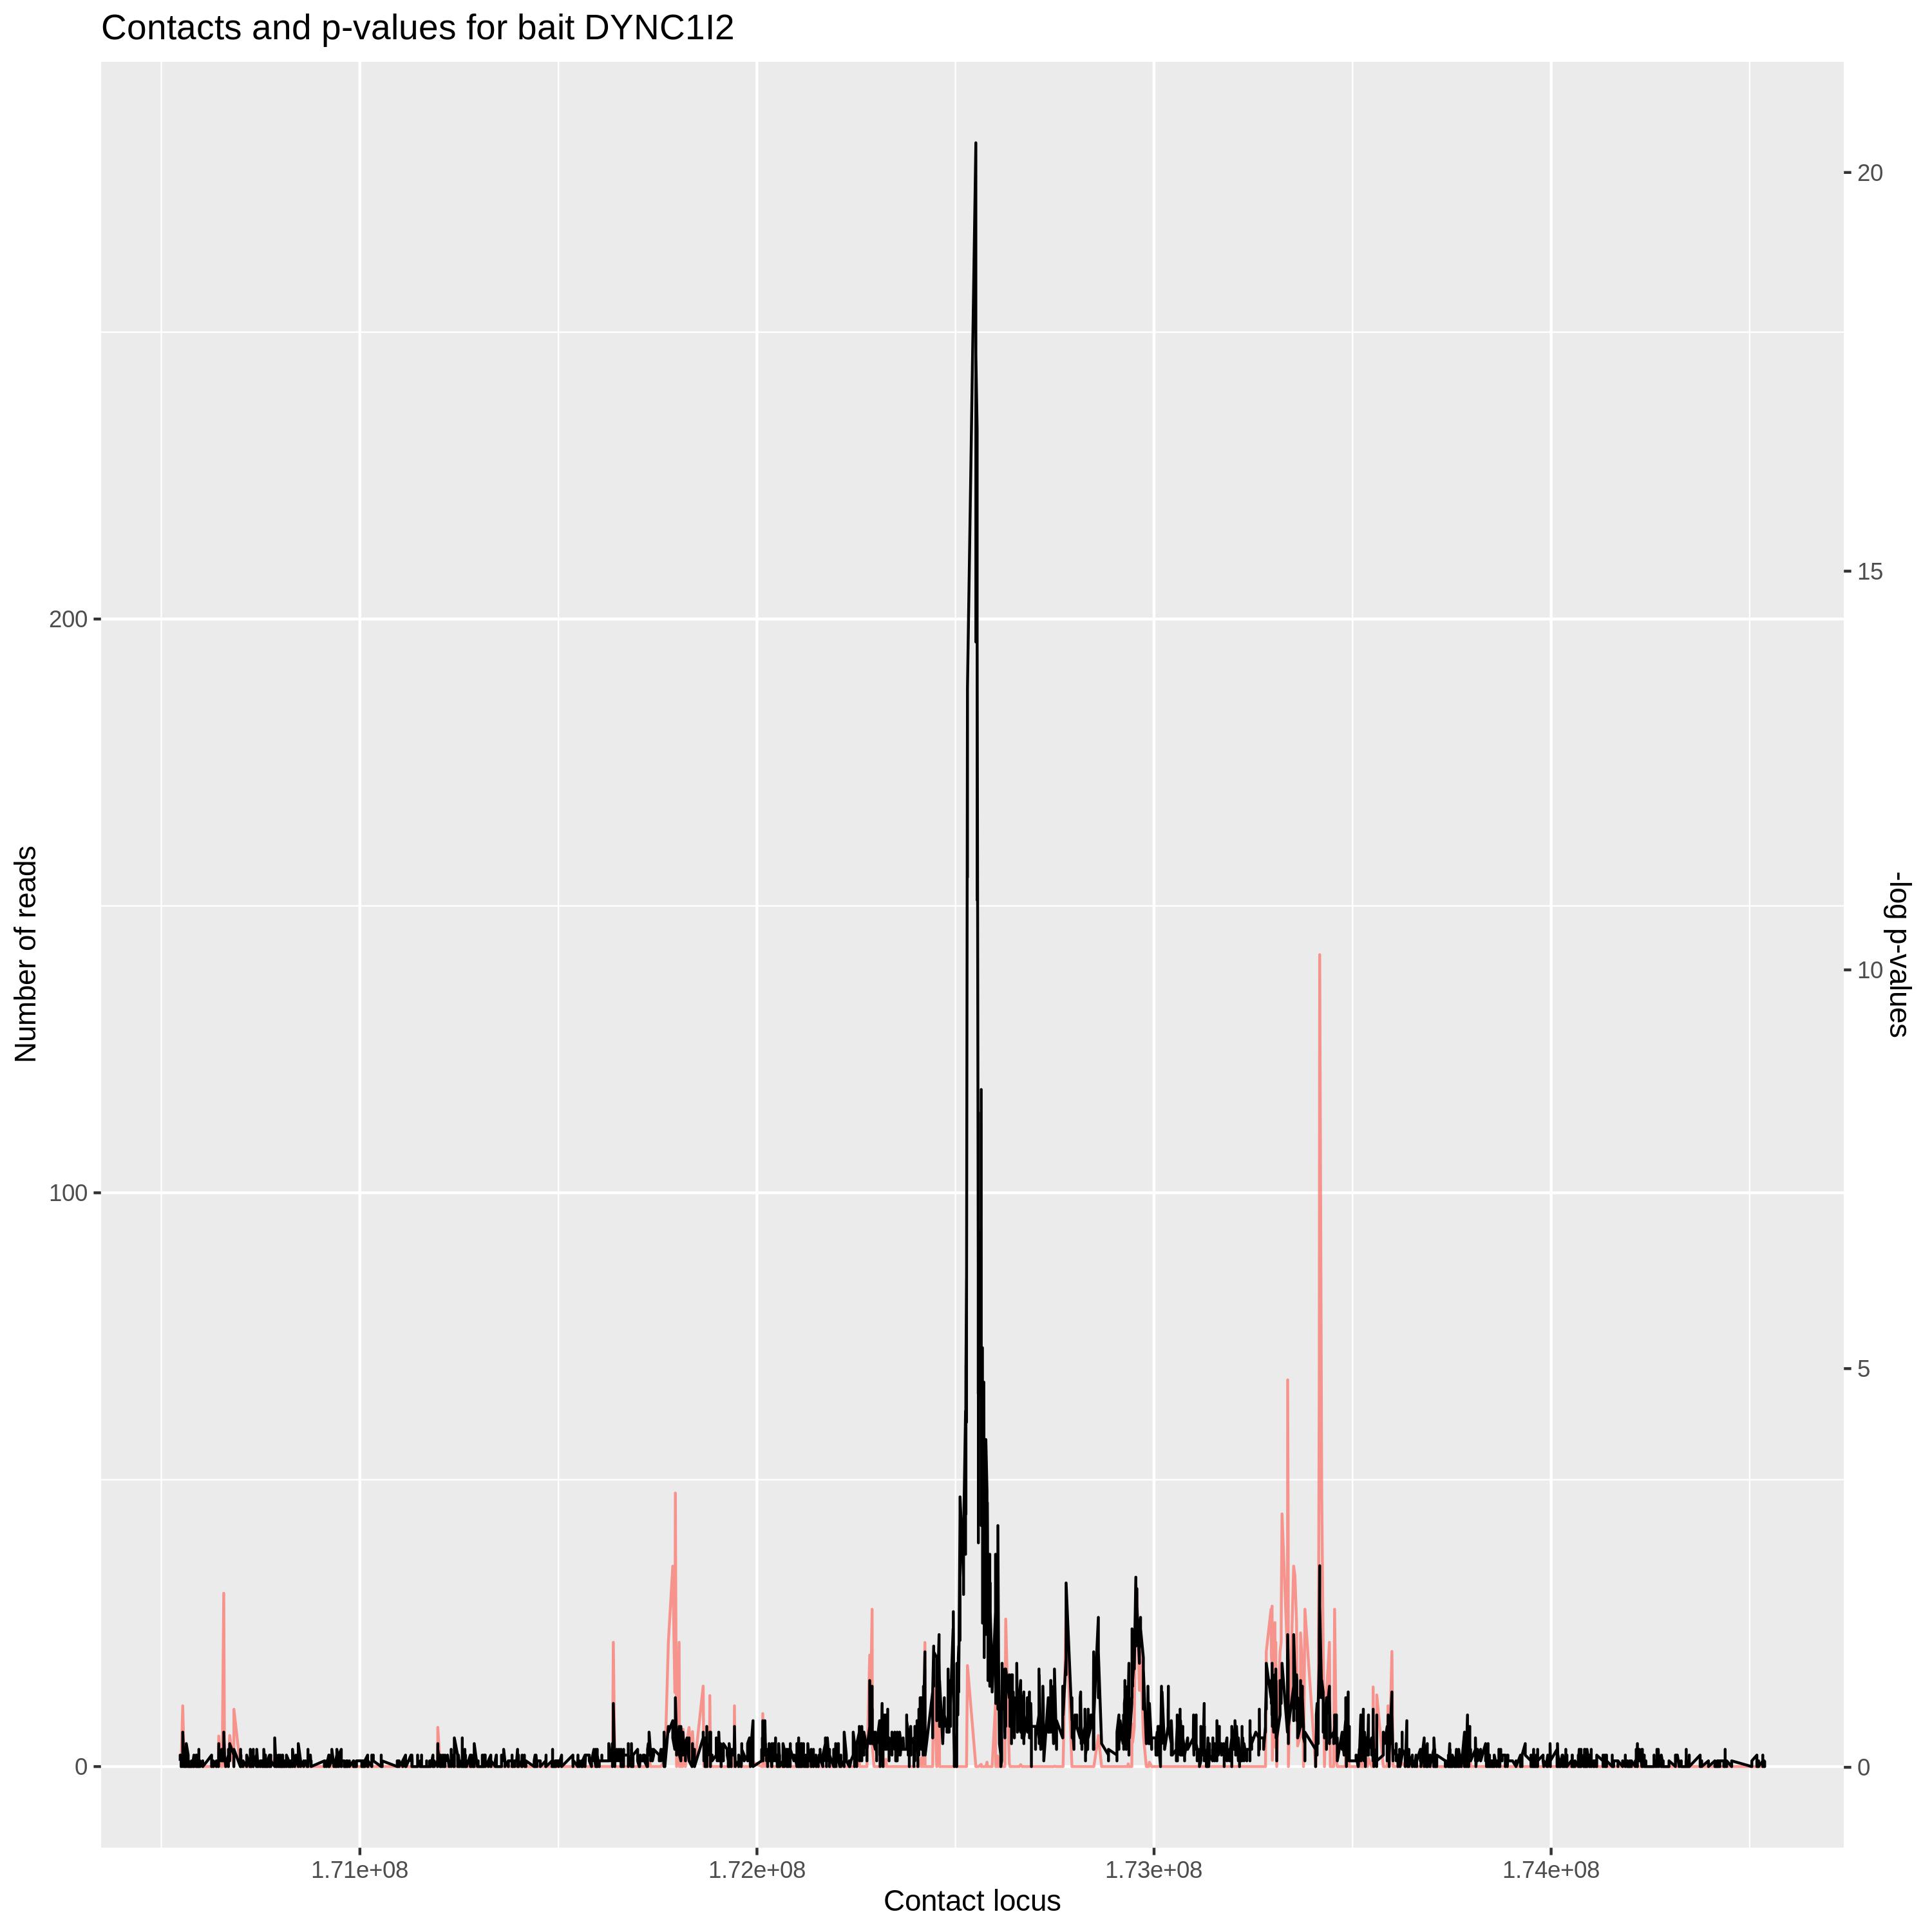 Contacts and p-values for bait DYNC1I2
Number of reads
200
100
0
20
15
10
5
0
-log p-values
1.71e+08
1.72e+08
1.73e+08
1.74e+08
Contact locus